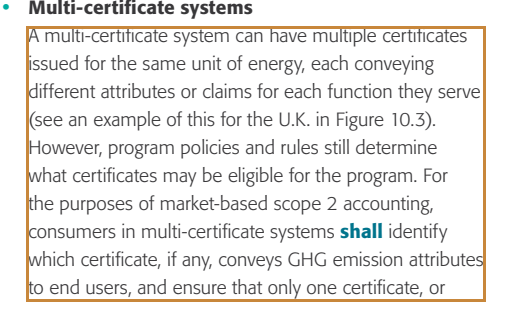 • Multi-certificate systems
A multi-certificate system can have multiple certificates
issued for the same unit of energy, each conveying
different attributes or claims for each function they serve
(see an example of this for the U.K. in Figure 10.3).
However, program policies and rules still determine
what certificates may be eligible for the program. For
the purposes of market-based scope 2 accounting,
consumers in multi-certificate systems shall identify
which certificate, if any, conveys GHG emission attributes
to end users, and ensure that only one certificate, or